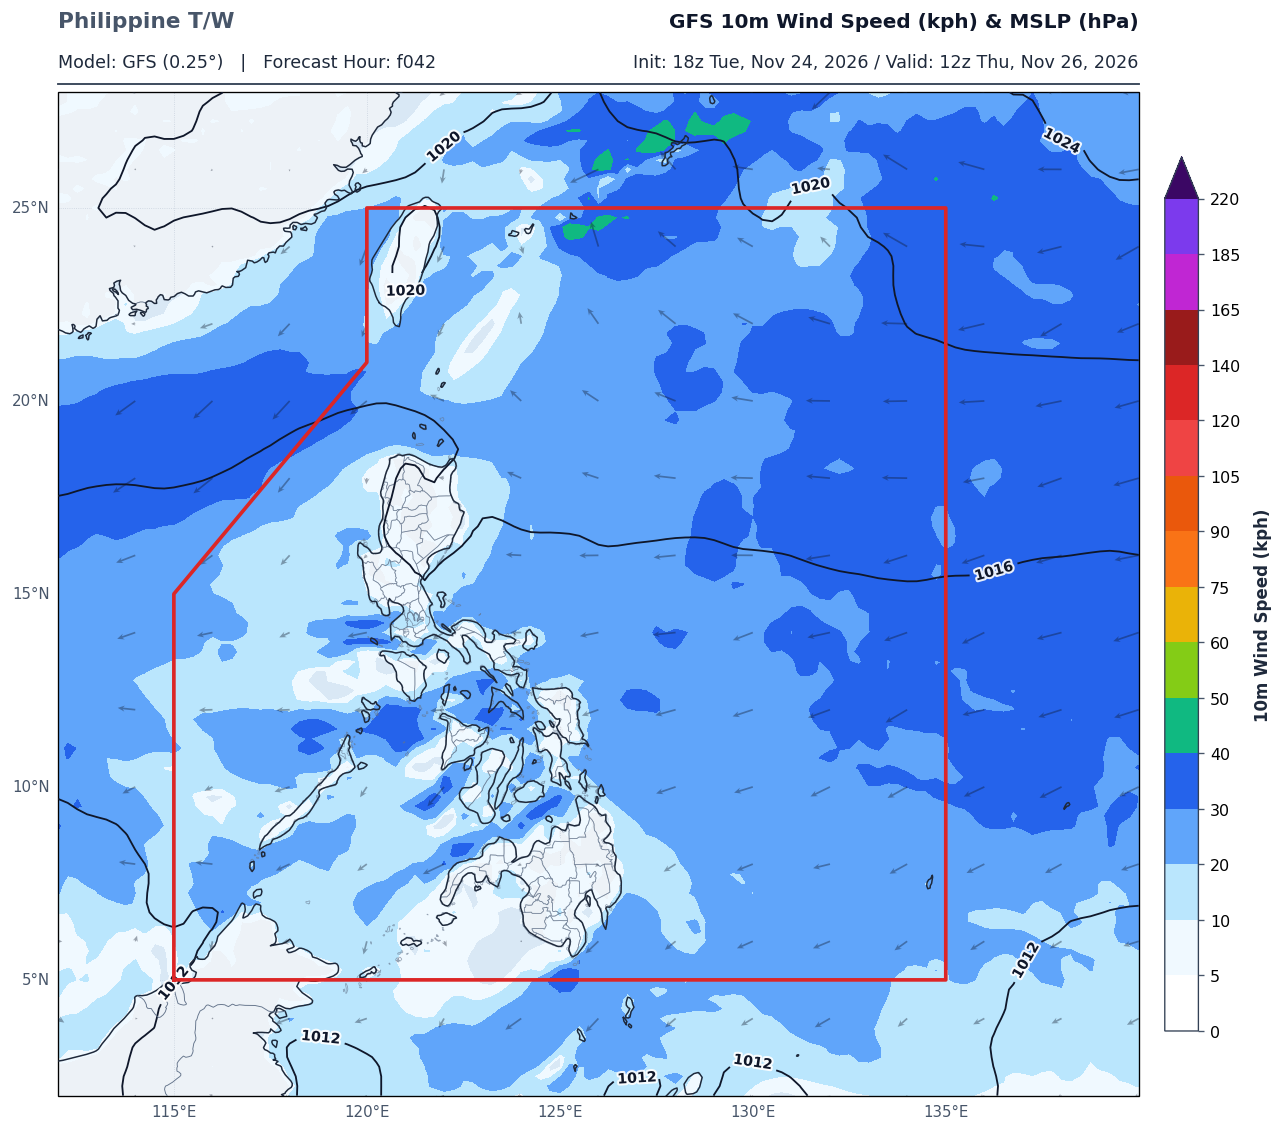 Philippine T/W
GFS 10m Wind Speed (kph) & MSLP (hPa)
Model: GFS (0.25°) | Forecast Hour: f042
Init: 18z Tue, Nov 24, 2026 / Valid: 12z Thu, Nov 26, 2026
1020
1024
1020
1020
1016
1012
1012
1012
1012
1012
25°N
20°N
15°N
10°N
5°N
115°E
120°E
125°E
130°E
135°E
220
185
165
140
120
105
90
75
60
50
40
30
20
10
5
0
10m Wind Speed (kph)